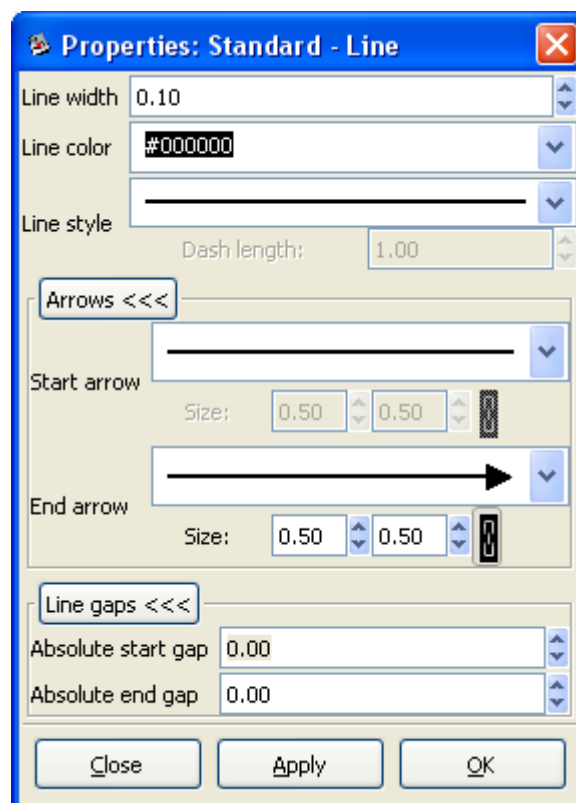 Properties: Standard - Line
Line width 0.10
Line color #000000
Line style
Dash length: 1.00
Arrows <<<
Start arrow
Size: 0.50 0.50
End arrow
Size: 0.50 0.50
Line gaps <<<
Absolute start gap 0.00
Absolute end gap 0.00
Close Apply OK